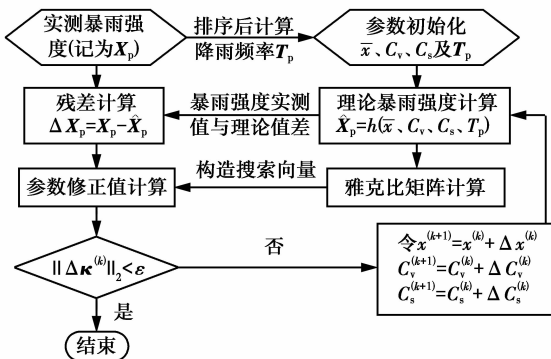 实测暴雨强
度(记为Xp)
排序后计算
降雨频率Tp
参数初始化
x̄、Cv、Cs及Tp
残差计算
ΔXp=Xp-X̂p
暴雨强度实测
值与理论值差
理论暴雨强度计算
X̂p=h(x̄、Cv、Cs、Tp)
参数修正值计算
构造搜索向量
雅克比矩阵计算
||Δκ^(k)||₂<ε
否
令x^(k+1)=x^(k)+Δx^(k)
Cv^(k+1)=Cv^(k)+ΔCv^(k)
Cs^(k+1)=Cs^(k)+ΔCs^(k)
是
结束